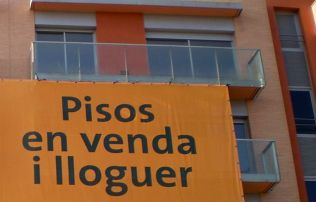 Pisos
en venda
i lloguer